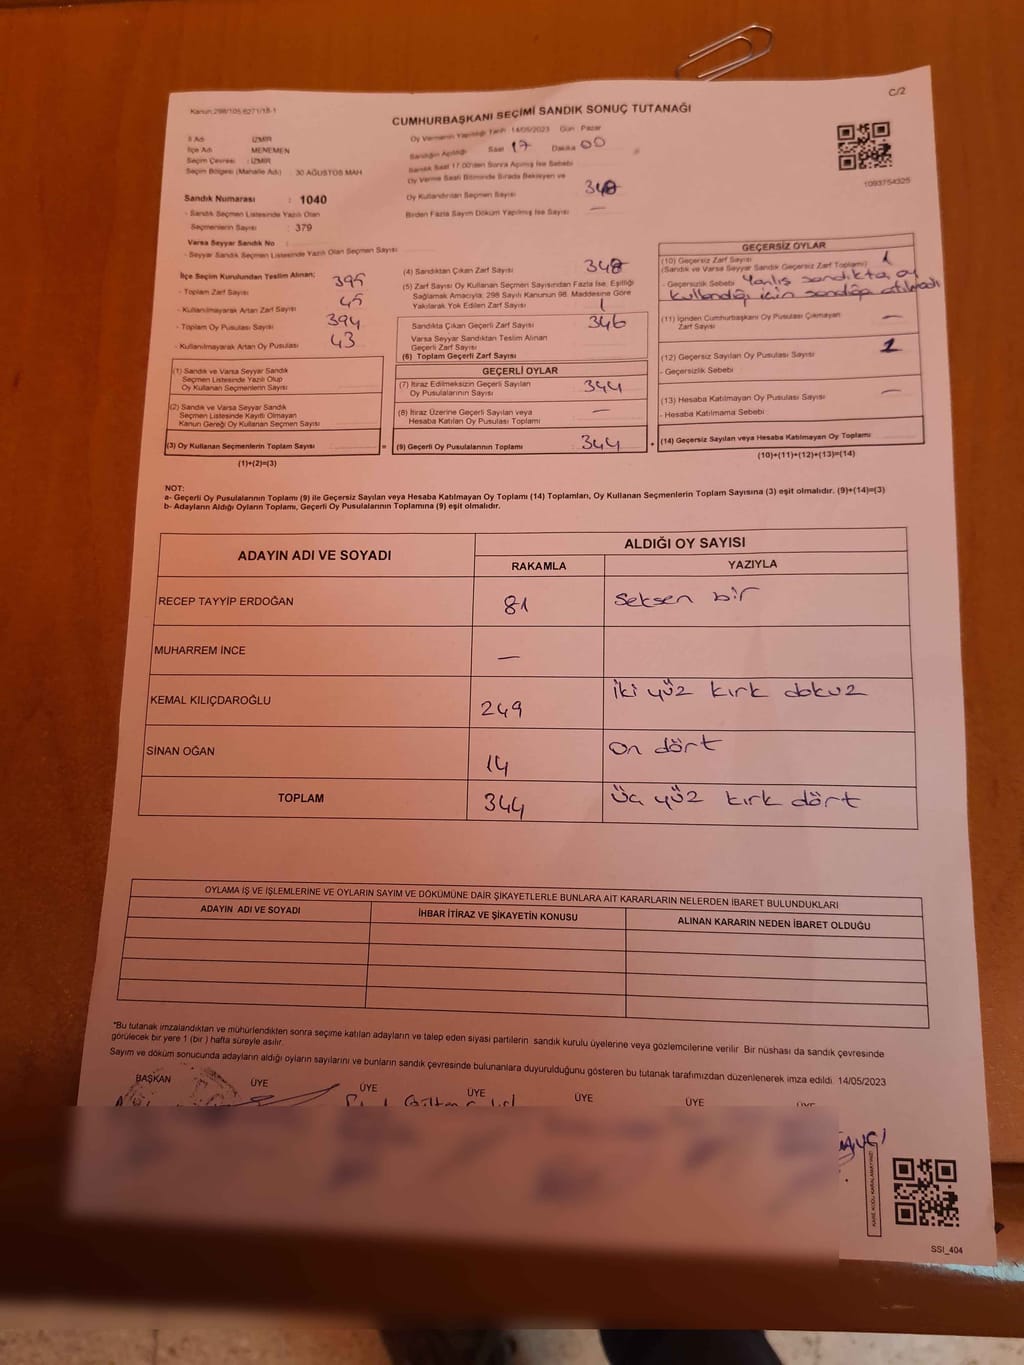 C/2
Kanun:298/105,6271/18-1
CUMHURBAŞKANI SEÇİMİ SANDIK SONUÇ TUTANAĞI
İl Adı : İZMİR
İlçe Adı : MENEMEN
Seçim Çevresi : İZMİR
Seçim Bölgesi (Mahalle Adı) : 30 AĞUSTOS MAH
Oy Vermenin Yapıldığı Tarih : 14/05/2023 Gün : Pazar
Sandığın Açıldığı Saat 17 Dakika 00
Sandık Saat 17.00'den Sonra Açılmış İse Sebebi
Oy Verme Saati Bitiminde Sırada Bekleyen ve
Oy Kullandırılan Seçmen Sayısı
Birden Fazla Sayım Döküm Yapılmış İse Sayısı —
1093754325
Sandık Numarası : 1040
- Sandık Seçmen Listesinde Yazılı Olan
Seçmenlerin Sayısı : 379
Varsa Seyyar Sandık No :
- Seyyar Sandık Seçmen Listesinde Yazılı Olan Seçmen Sayısı
İlçe Seçim Kurulundan Teslim Alınan;
- Toplam Zarf Sayısı 395
- Kullanılmayarak Artan Zarf Sayısı 45
- Toplam Oy Pusulası Sayısı 394
- Kullanılmayarak Artan Oy Pusulası 43
(1) Sandık ve Varsa Seyyar Sandık
Seçmen Listesinde Yazılı Olup
Oy Kullanan Seçmenlerin Sayısı
(2) Sandık ve Varsa Seyyar Sandık
Seçmen Listesinde Kayıtlı Olmayan
Kanun Gereği Oy Kullanan Seçmen Sayısı
(3) Oy Kullanan Seçmenlerin Toplam Sayısı =
(1)+(2)=(3)
(4) Sandıktan Çıkan Zarf Sayısı
(5) Zarf Sayısı Oy Kullanan Seçmen Sayısından Fazla İse, Eşitliği
Sağlamak Amacıyla, 298 Sayılı Kanunun 98. Maddesine Göre
Yakılarak Yok Edilen Zarf Sayısı 1
Sandıkta Çıkan Geçerli Zarf Sayısı 346
Varsa Seyyar Sandıktan Teslim Alınan
Geçerli Zarf Sayısı
(6) Toplam Geçerli Zarf Sayısı
GEÇERLİ OYLAR
(7) İtiraz Edilmeksizin Geçerli Sayılan
Oy Pusulalarının Sayısı 344
(8) İtiraz Üzerine Geçerli Sayılan veya
Hesaba Katılan Oy Pusulası Toplamı —
(9) Geçerli Oy Pusulalarının Toplamı 344 +
GEÇERSİZ OYLAR
(10) Geçersiz Zarf Sayısı 1
(Sandık ve Varsa Seyyar Sandık Geçersiz Zarf Toplamı)
- Geçersizlik Sebebi Yanlış sandıkta oy
kullandığı için sandığa atılmadı
(11) İçinden Cumhurbaşkanı Oy Pusulası Çıkmayan
Zarf Sayısı —
(12) Geçersiz Sayılan Oy Pusulası Sayısı
- Geçersizlik Sebebi
(13) Hesaba Katılmayan Oy Pusulası Sayısı —
- Hesaba Katılmama Sebebi
(14) Geçersiz Sayılan veya Hesaba Katılmayan Oy Toplamı
(10)+(11)+(12)+(13)=(14)
NOT:
a- Geçerli Oy Pusulalarının Toplamı (9) ile Geçersiz Sayılan veya Hesaba Katılmayan Oy Toplamı (14) Toplamları, Oy Kullanan Seçmenlerin Toplam Sayısına (3) eşit olmalıdır. (9)+(14)=(3)
b- Adayların Aldığı Oyların Toplamı, Geçerli Oy Pusulalarının Toplamına (9) eşit olmalıdır.
ADAYIN ADI VE SOYADI ALDIĞI OY SAYISI
RAKAMLA YAZIYLA
RECEP TAYYİP ERDOĞAN 81 Seksen bir
MUHARREM İNCE —
KEMAL KILIÇDAROĞLU 249 İki yüz kırk dokuz
SİNAN OĞAN 14 On dört
TOPLAM 344 Üç yüz kırk dört
OYLAMA İŞ VE İŞLEMLERİNE VE OYLARIN SAYIM VE DÖKÜMÜNE DAİR ŞİKAYETLERLE BUNLARA AİT KARARLARIN NELERDEN İBARET BULUNDUKLARI
ADAYIN ADI VE SOYADI İHBAR İTİRAZ VE ŞİKAYETİN KONUSU ALINAN KARARIN NEDEN İBARET OLDUĞU
*Bu tutanak imzalandıktan ve mühürlendikten sonra seçime katılan adayların ve talep eden siyasi partilerin sandık kurulu üyelerine veya gözlemcilerine verilir Bir nüshası da sandık çevresinde
görülecek bir yere 1 (bir ) hafta süreyle asılır.
Sayım ve döküm sonucunda adayların aldığı oyların sayılarını ve bunların sandık çevresinde bulunanlara duyurulduğunu gösteren bu tutanak tarafımızdan düzenlenerek imza edildi. 14/05/2023
BAŞKAN ÜYE ÜYE ÜYE ÜYE ÜYE ÜYE
KARE KODU KARALAMAYINIZ!
SSI_404